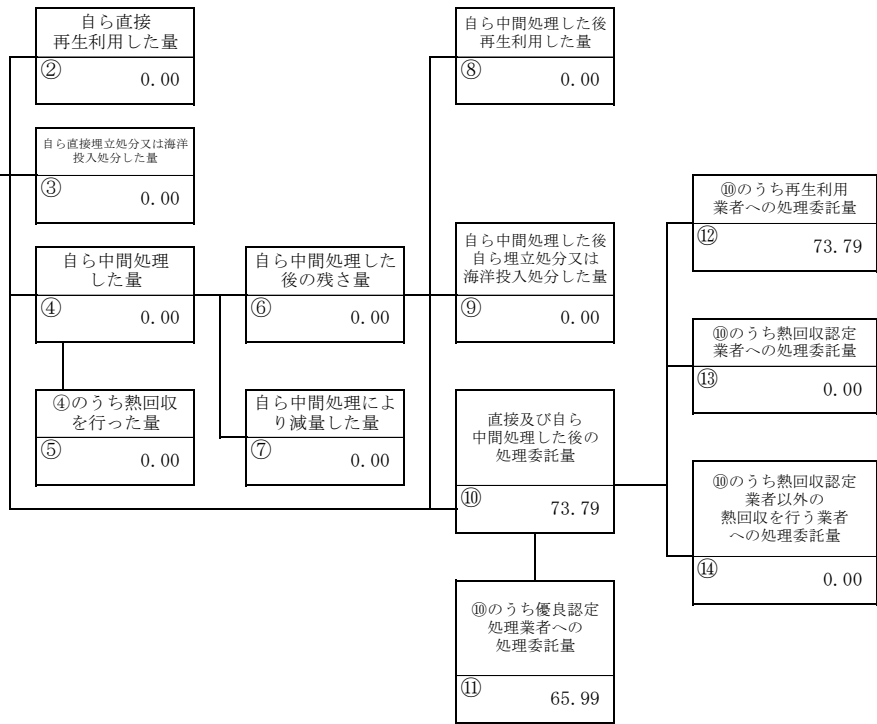 自ら直接
再生利用した量
②
0.00
自ら直接埋立処分又は海洋
投入処分した量
③
0.00
自ら中間処理
した量
④
0.00
④のうち熱回収
を行った量
⑤
0.00
自ら中間処理した
後の残さ量
⑥
0.00
自ら中間処理によ
り減量した量
⑦
0.00
自ら中間処理した後
再生利用した量
⑧
0.00
自ら中間処理した後
自ら埋立処分又は
海洋投入処分した量
⑨
0.00
直接及び自ら
中間処理した後の
処理委託量
⑩
73.79
⑩のうち優良認定
処理業者への
処理委託量
⑪
65.99
⑩のうち再生利用
業者への処理委託量
⑫
73.79
⑩のうち熱回収認定
業者への処理委託量
⑬
0.00
⑩のうち熱回収認定
業者以外の
熱回収を行う業者
への処理委託量
⑭
0.00